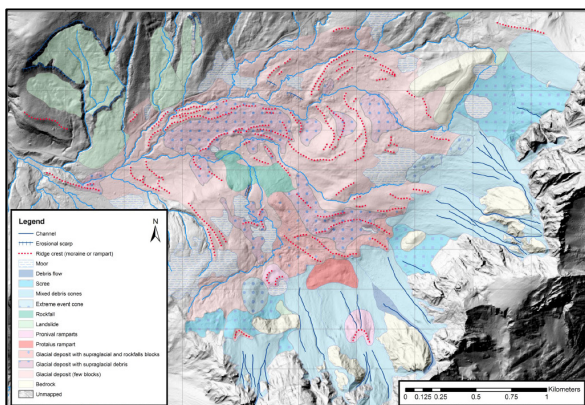 Legend
N
Channel
Erosional scarp
Ridge crest (moraine or rampart)
Moor
Debris flow
Scree
Mixed debris cones
Extreme event cone
Rockfall
Landslide
Pronival ramparts
Protalus rampart
Glacial deposit with supraglacial and rockfalls blocks
Glacial deposit with supraglacial debris
Glacial deposit (few blocks)
Bedrock
Unmapped
Kilometers
0 0.125 0.25 0.5 0.75 1